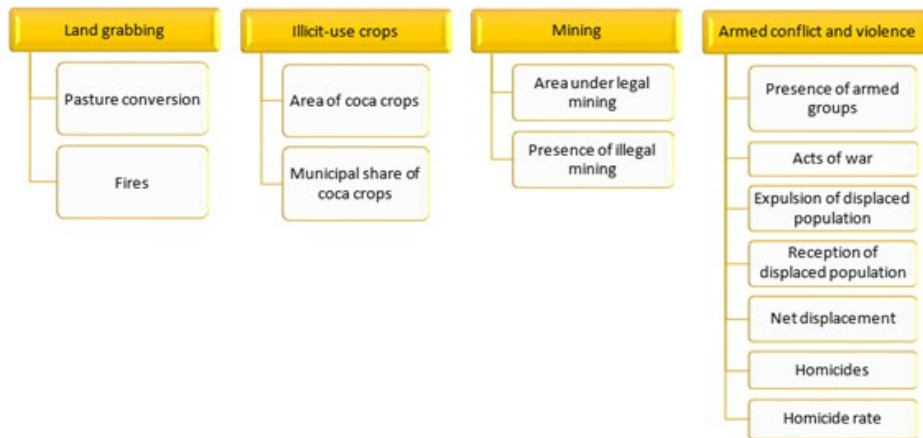 Land grabbing
Pasture conversion
Fires
Illicit-use crops
Area of coca crops
Municipal share of
coca crops
Mining
Area under legal
mining
Presence of illegal
mining
Armed conflict and violence
Presence of armed
groups
Acts of war
Expulsion of displaced
population
Reception of
displaced population
Net displacement
Homicides
Homicide rate